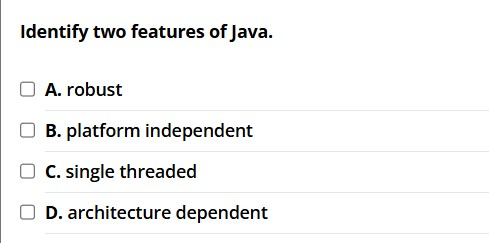 Identify two features of Java.
A. robust
B. platform independent
C. single threaded
D. architecture dependent